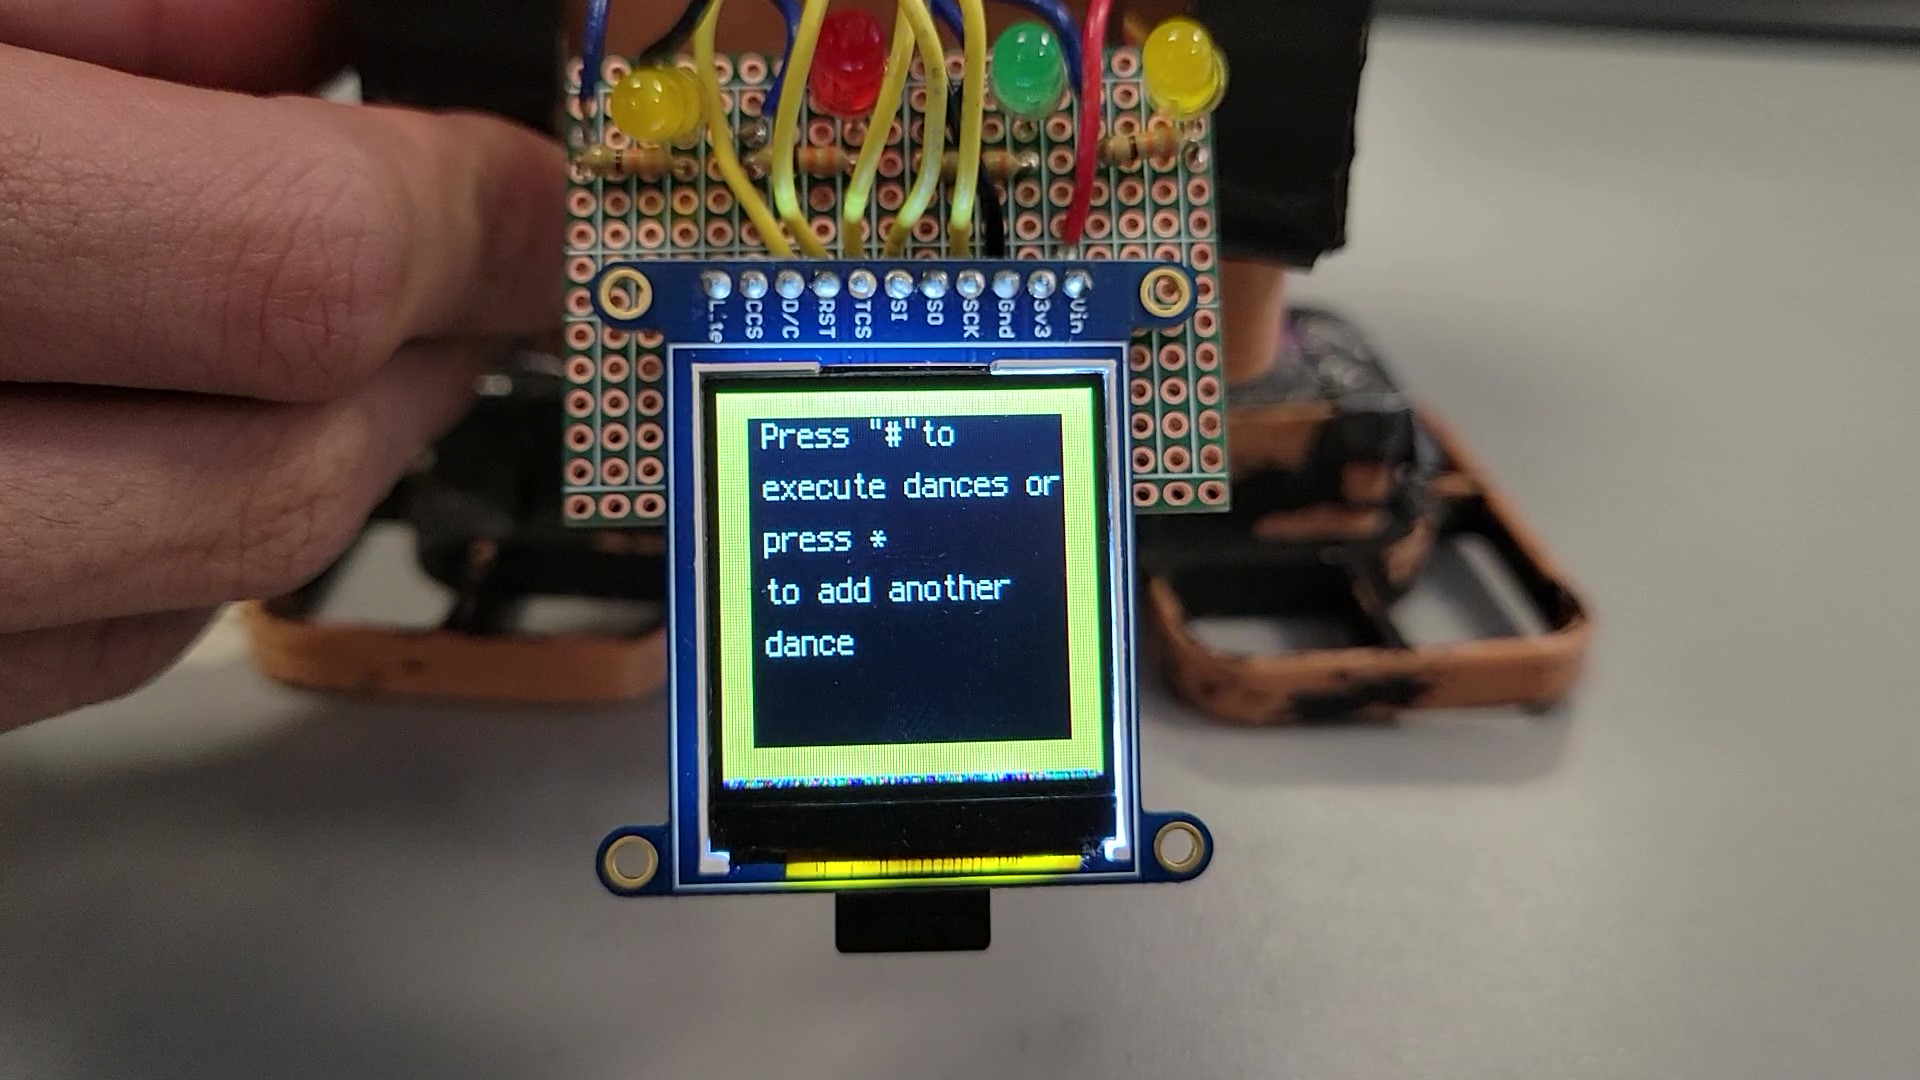 CCS D/C RST TCS SI SO SCK Gnd 3v3 Vin
Press "#"to
execute dances or
press *
to add another
dance